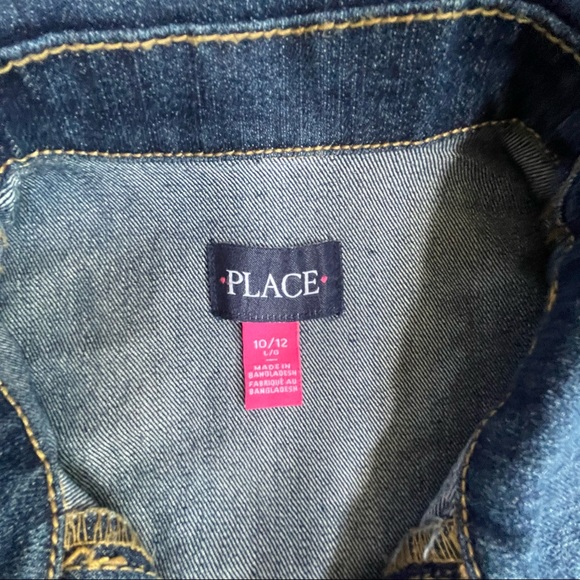 •PLACE•
10/12
L/G
MADE IN
BANGLADESH
FABRIQUÉ AU
BANGLADESH